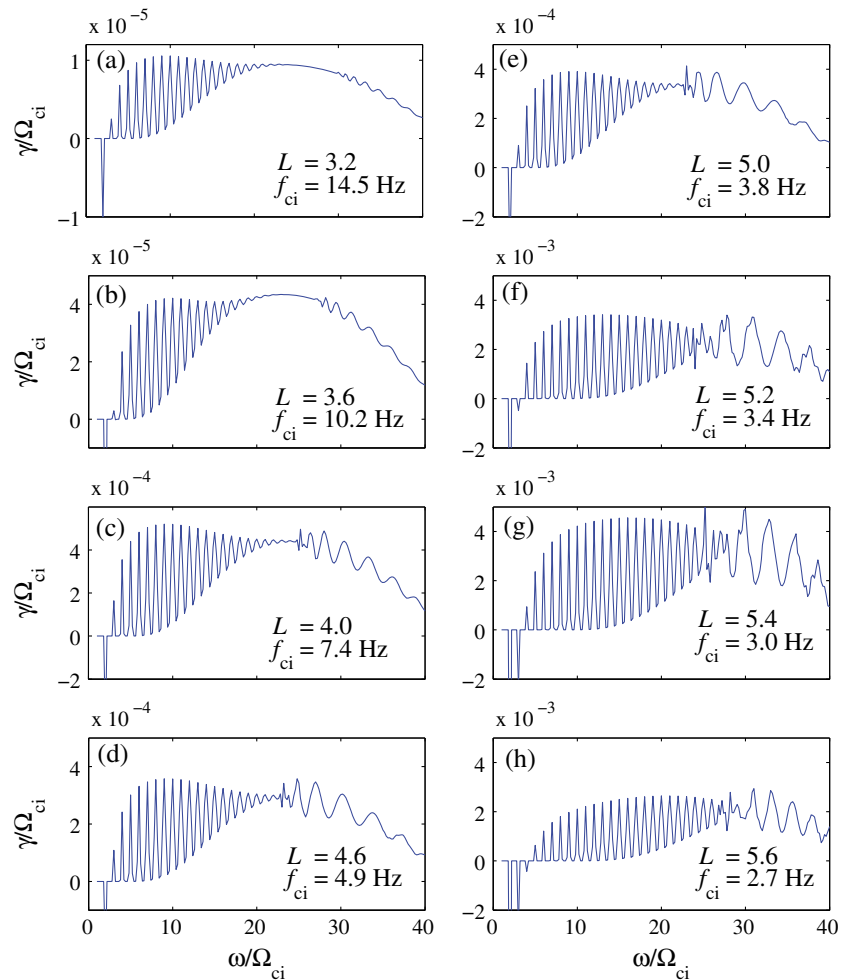 x 10⁻⁵
(a)
1
0
−1
γ/Ω_ci
L = 3.2
f_ci = 14.5 Hz
x 10⁻⁵
(b)
4
2
0
γ/Ω_ci
L = 3.6
f_ci = 10.2 Hz
x 10⁻⁴
(c)
4
2
0
−2
γ/Ω_ci
L = 4.0
f_ci = 7.4 Hz
x 10⁻⁴
(d)
4
2
0
γ/Ω_ci
L = 4.6
f_ci = 4.9 Hz
0 10 20 30 40
ω/Ω_ci
x 10⁻⁴
(e)
4
2
0
−2
L = 5.0
f_ci = 3.8 Hz
x 10⁻³
(f)
4
2
0
−2
L = 5.2
f_ci = 3.4 Hz
x 10⁻³
(g)
4
2
0
−2
L = 5.4
f_ci = 3.0 Hz
x 10⁻³
(h)
4
2
0
−2
L = 5.6
f_ci = 2.7 Hz
0 10 20 30 40
ω/Ω_ci